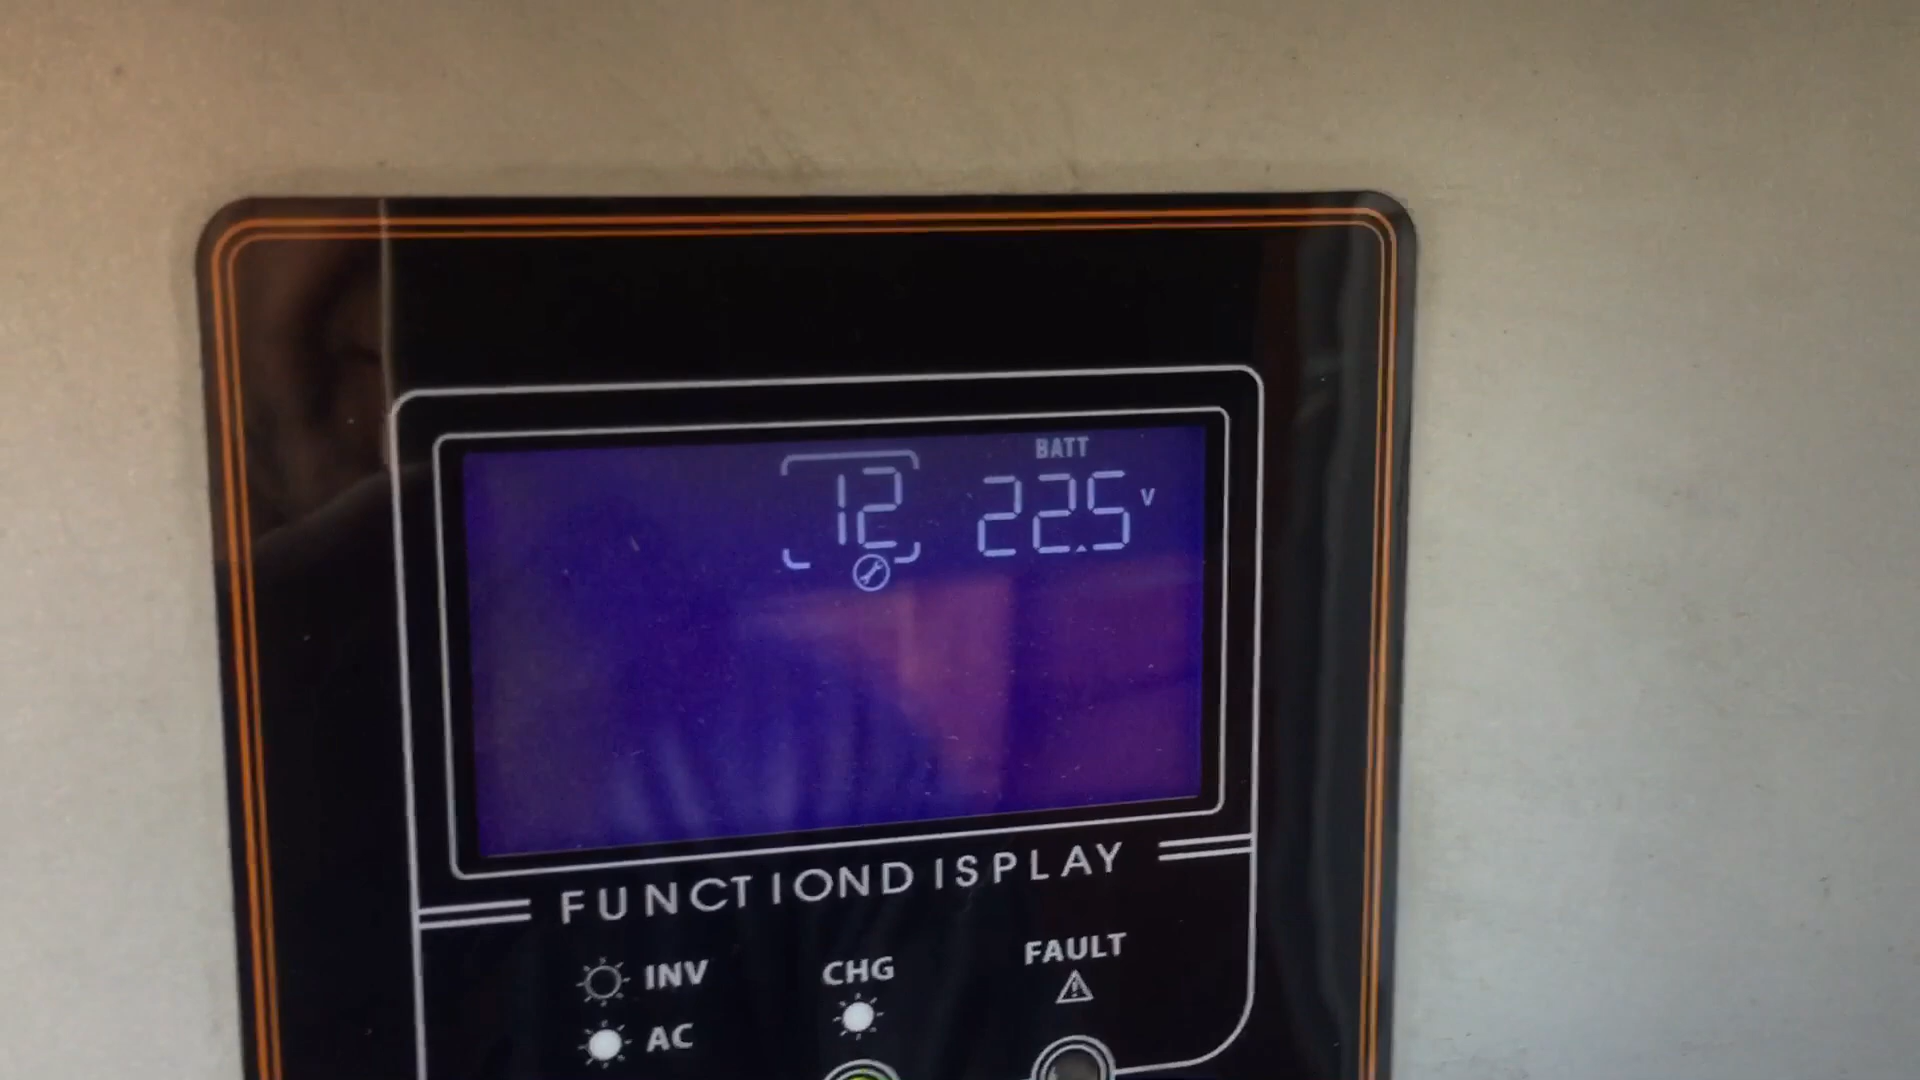 BATT
12 22.5 V
FUNCTIONDISPLAY
INV CHG FAULT
AC